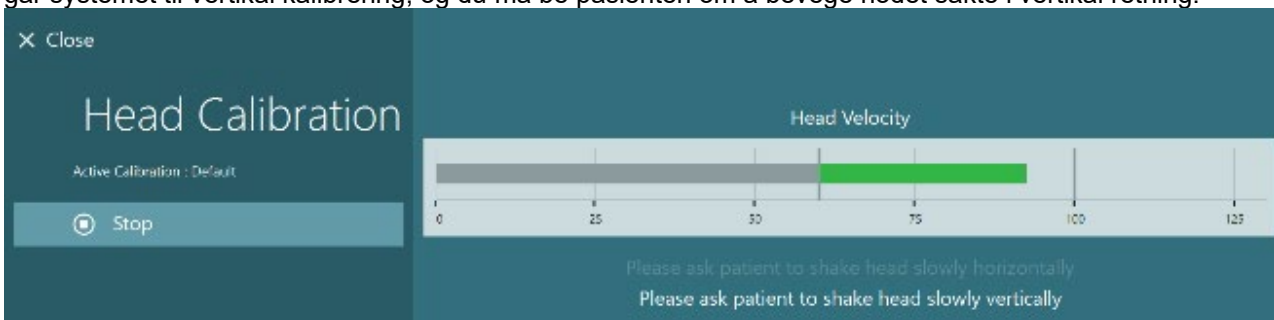 går systemet til vertikal kalibrering, og du må be pasienten om å bevege hodet sakte i vertikal retning.
Close
Head Calibration
Active Calibration : Default
Stop
Head Velocity
0 25 50 75 100 125
Please ask patient to shake head slowly horizontally
Please ask patient to shake head slowly vertically